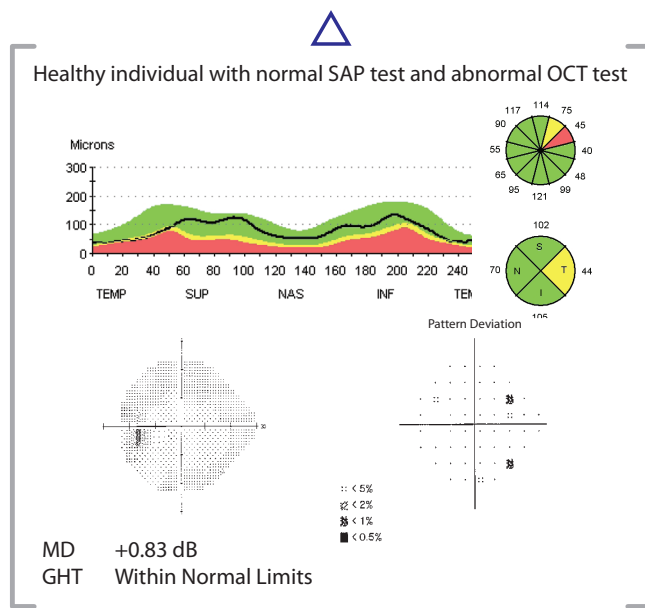 Healthy individual with normal SAP test and abnormal OCT test
Microns
300
200
100
0
0 20 40 60 80 100 120 140 160 180 200 220 240
TEMP SUP NAS INF TEM
114
117 75
90 45
55 40
65 48
95 99
121
102
S
70 N T 44
I
105
30
Pattern Deviation
< 5%
< 2%
< 1%
< 0.5%
MD +0.83 dB
GHT Within Normal Limits